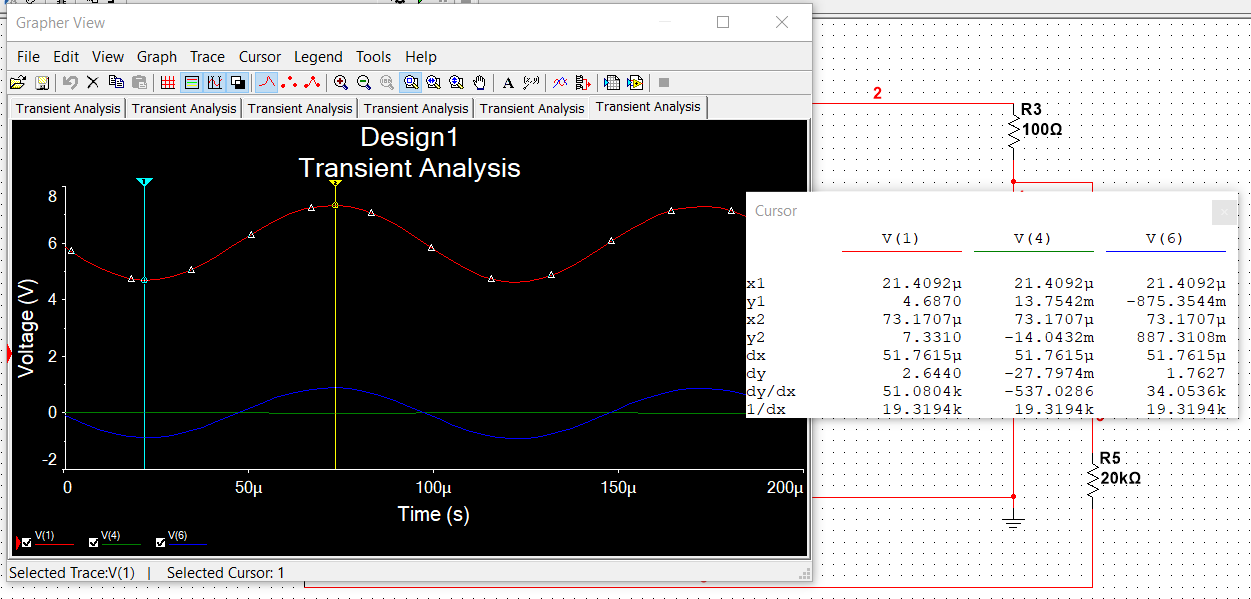 Grapher View
File Edit View Graph Trace Cursor Legend Tools Help
A
Transient Analysis Transient Analysis Transient Analysis Transient Analysis Transient Analysis Transient Analysis
Design1
Transient Analysis
Voltage (V)
8
6
4
2
0
-2
0 50µ 100µ 150µ 200µ
Time (s)
V(1) V(4) V(6)
Selected Trace:V(1) | Selected Cursor: 1
2
R3
100Ω
Cursor
V(1) V(4) V(6)
x1 21.4092µ 21.4092µ 21.4092µ
y1 4.6870 13.7542m -875.3544m
x2 73.1707µ 73.1707µ 73.1707µ
y2 7.3310 -14.0432m 887.3108m
dx 51.7615µ 51.7615µ 51.7615µ
dy 2.6440 -27.7974m 1.7627
dy/dx 51.0804k -537.0286 34.0536k
1/dx 19.3194k 19.3194k 19.3194k
R5
20kΩ